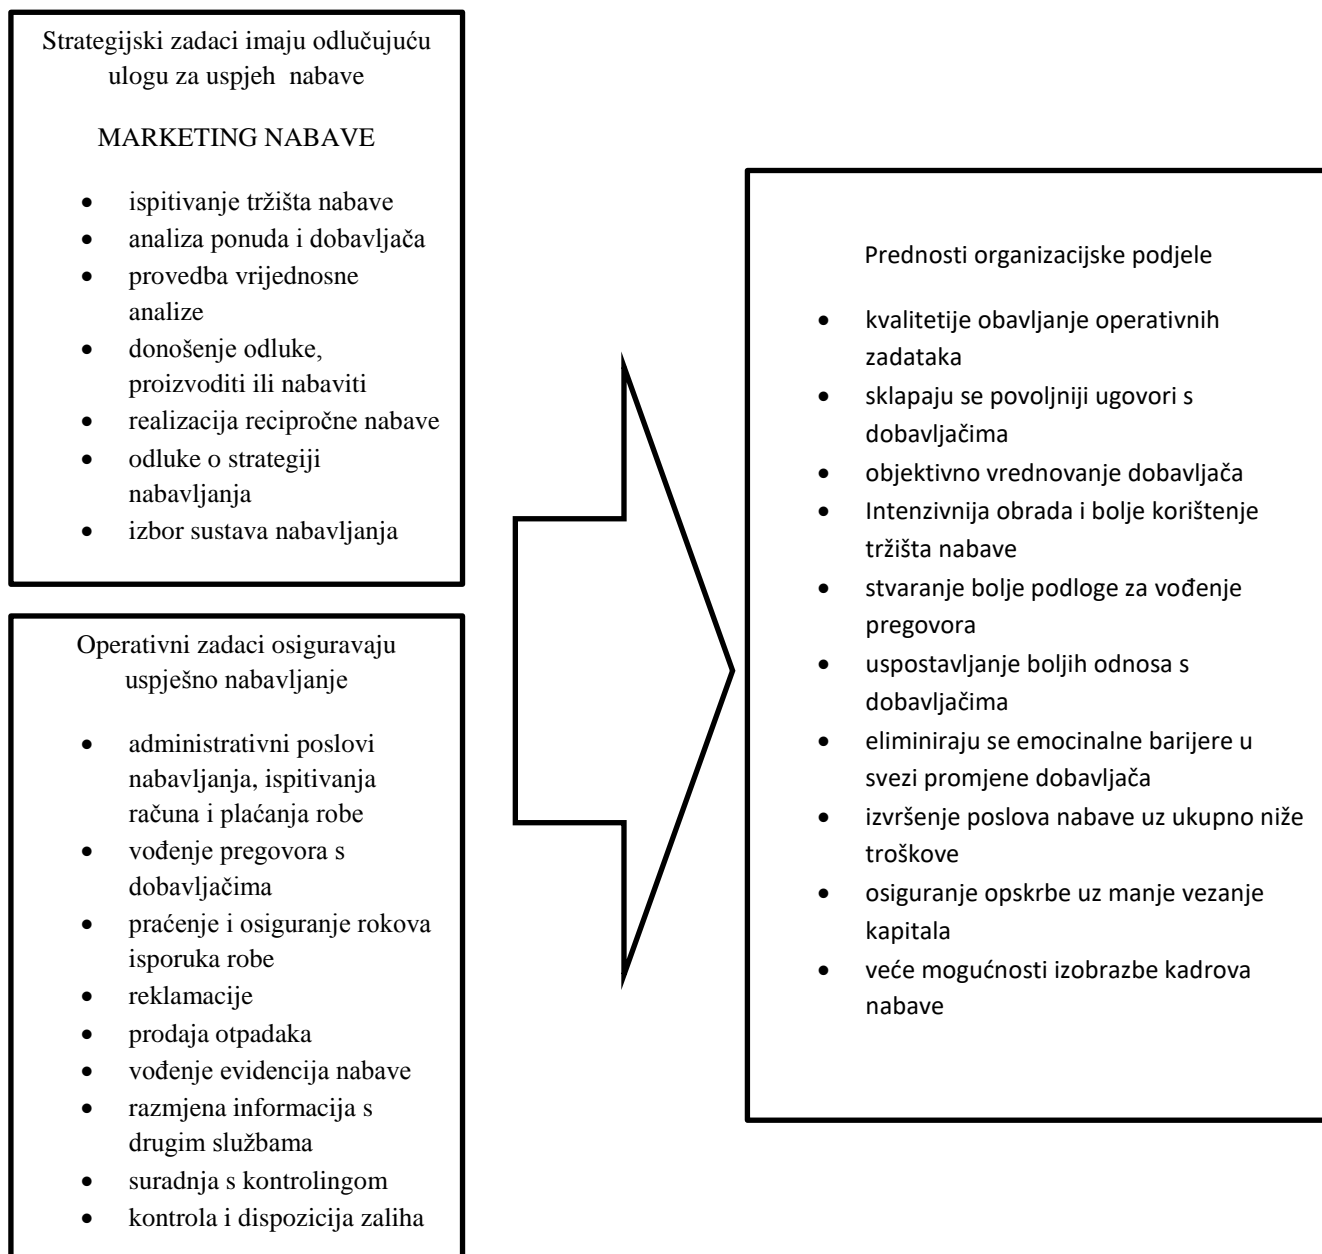 Strategijski zadaci imaju odlučujuću
ulogu za uspjeh  nabave
MARKETING NABAVE
• ispitivanje tržišta nabave
• analiza ponuda i dobavljača
• provedba vrijednosne
analize
• donošenje odluke,
proizvoditi ili nabaviti
• realizacija recipročne nabave
• odluke o strategiji
nabavljanja
• izbor sustava nabavljanja
Operativni zadaci osiguravaju
uspješno nabavljanje
• administrativni poslovi
nabavljanja, ispitivanja
računa i plaćanja robe
• vođenje pregovora s
dobavljačima
• praćenje i osiguranje rokova
isporuka robe
• reklamacije
• prodaja otpadaka
• vođenje evidencija nabave
• razmjena informacija s
drugim službama
• suradnja s kontrolingom
• kontrola i dispozicija zaliha
Prednosti organizacijske podjele
• kvalitetije obavljanje operativnih
zadataka
• sklapaju se povoljniji ugovori s
dobavljačima
• objektivno vrednovanje dobavljača
• Intenzivnija obrada i bolje korištenje
tržišta nabave
• stvaranje bolje podloge za vođenje
pregovora
• uspostavljanje boljih odnosa s
dobavljačima
• eliminiraju se emocinalne barijere u
svezi promjene dobavljača
• izvršenje poslova nabave uz ukupno niže
troškove
• osiguranje opskrbe uz manje vezanje
kapitala
• veće mogućnosti izobrazbe kadrova
nabave